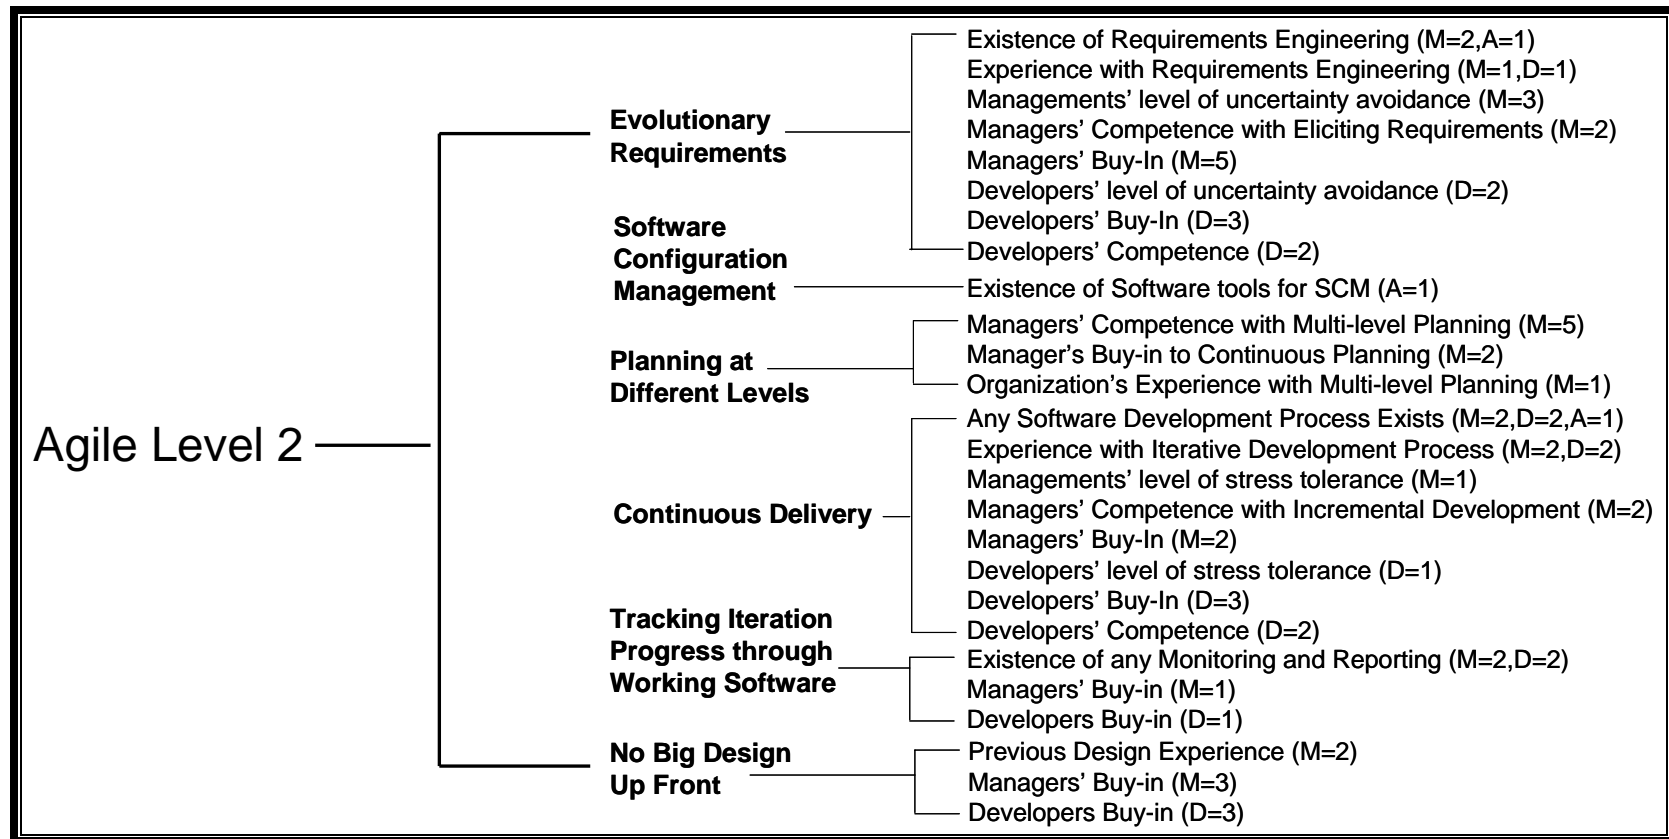 Agile Level 2
Evolutionary
Requirements
Existence of Requirements Engineering (M=2,A=1)
Experience with Requirements Engineering (M=1,D=1)
Managements’ level of uncertainty avoidance (M=3)
Managers’ Competence with Eliciting Requirements (M=2)
Managers’ Buy-In (M=5)
Developers’ level of uncertainty avoidance (D=2)
Developers’ Buy-In (D=3)
Developers’ Competence (D=2)
Software
Configuration
Management
Existence of Software tools for SCM (A=1)
Planning at
Different Levels
Managers’ Competence with Multi-level Planning (M=5)
Manager’s Buy-in to Continuous Planning (M=2)
Organization’s Experience with Multi-level Planning (M=1)
Continuous Delivery
Any Software Development Process Exists (M=2,D=2,A=1)
Experience with Iterative Development Process (M=2,D=2)
Managements’ level of stress tolerance (M=1)
Managers’ Competence with Incremental Development (M=2)
Managers’ Buy-In (M=2)
Developers’ level of stress tolerance (D=1)
Developers’ Buy-In (D=3)
Developers’ Competence (D=2)
Tracking Iteration
Progress through
Working Software
Existence of any Monitoring and Reporting (M=2,D=2)
Managers’ Buy-in (M=1)
Developers Buy-in (D=1)
No Big Design
Up Front
Previous Design Experience (M=2)
Managers’ Buy-in (M=3)
Developers Buy-in (D=3)